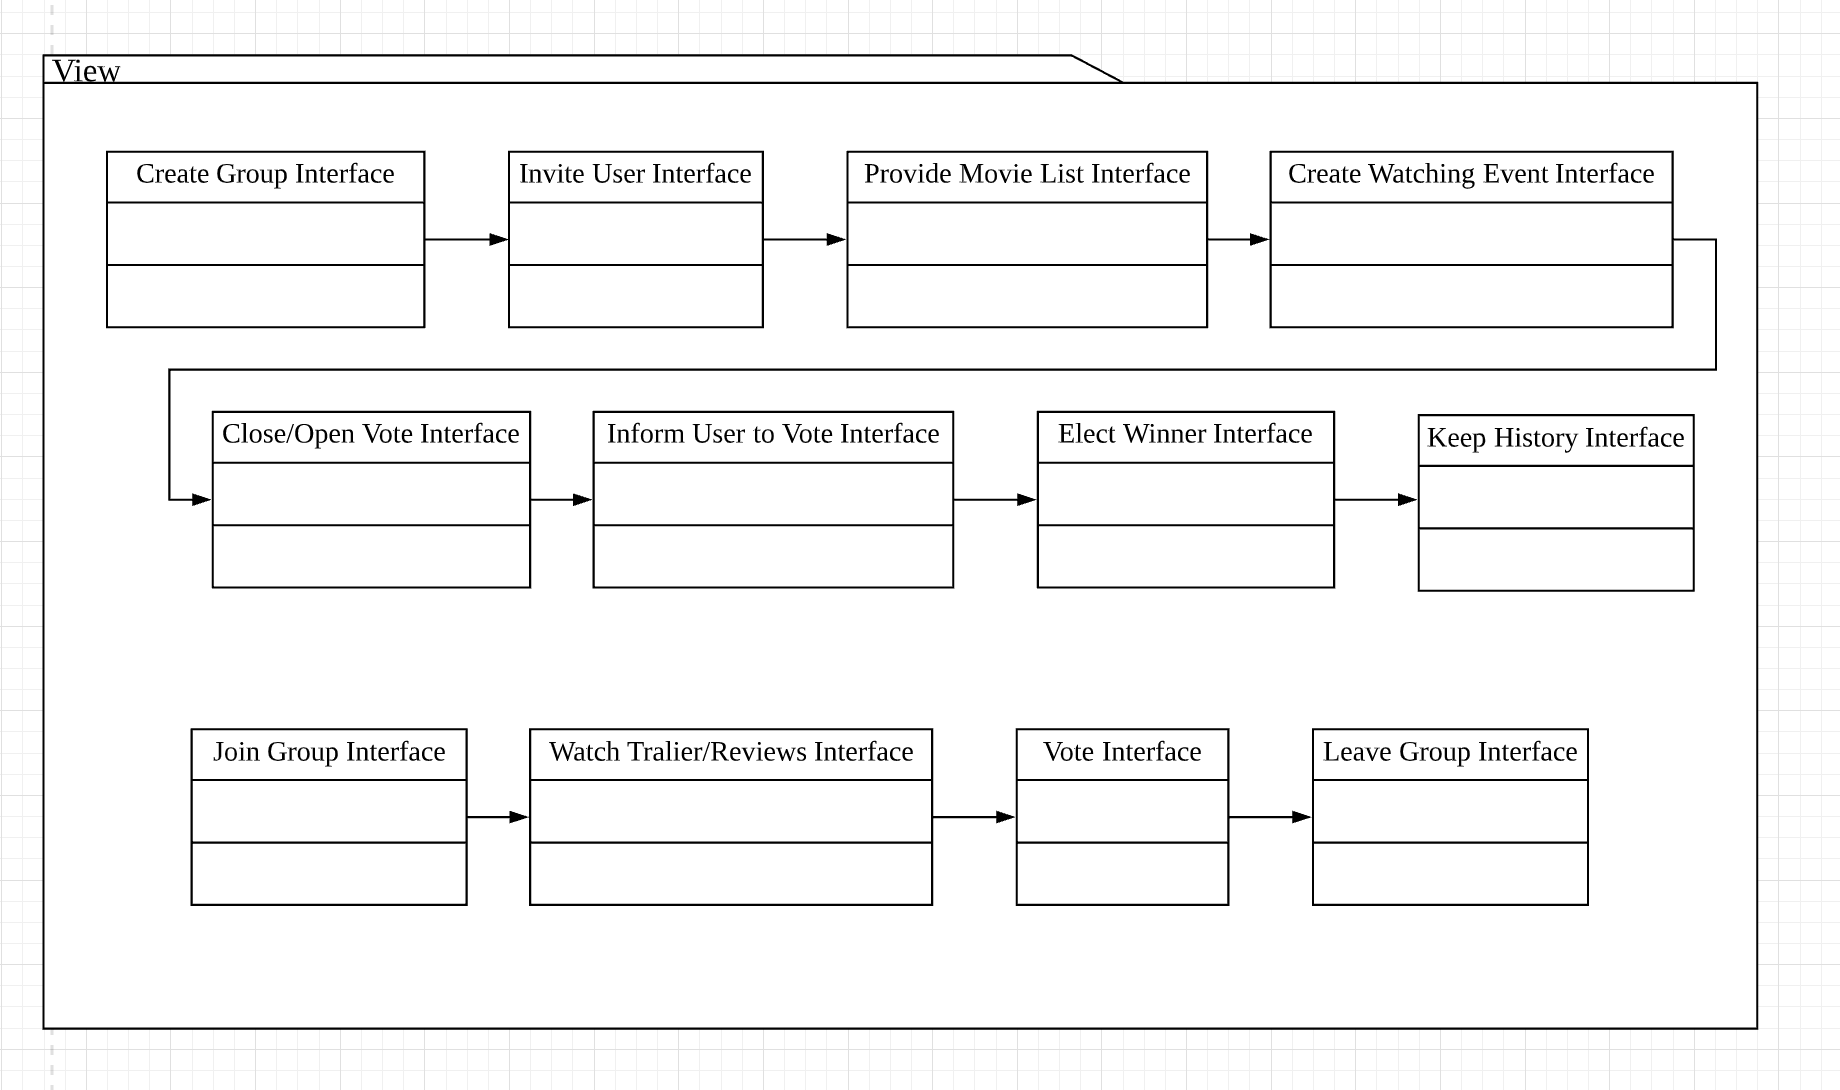 View
Create Group Interface
Invite User Interface
Provide Movie List Interface
Create Watching Event Interface
Close/Open Vote Interface
Inform User to Vote Interface
Elect Winner Interface
Keep History Interface
Join Group Interface
Watch Tralier/Reviews Interface
Vote Interface
Leave Group Interface